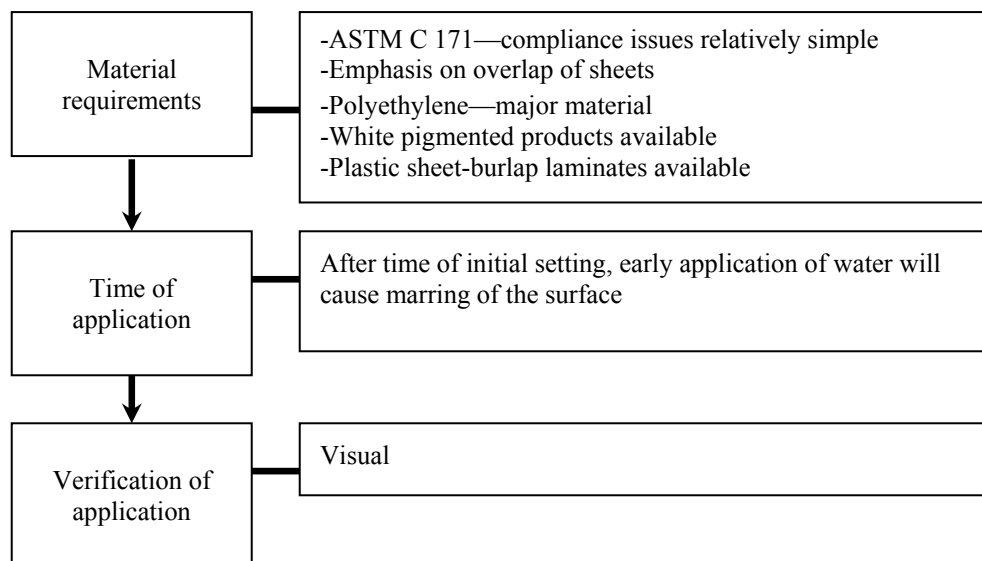 Material
requirements
-ASTM C 171—compliance issues relatively simple
-Emphasis on overlap of sheets
-Polyethylene—major material
-White pigmented products available
-Plastic sheet-burlap laminates available
Time of
application
After time of initial setting, early application of water will
cause marring of the surface
Verification of
application
Visual